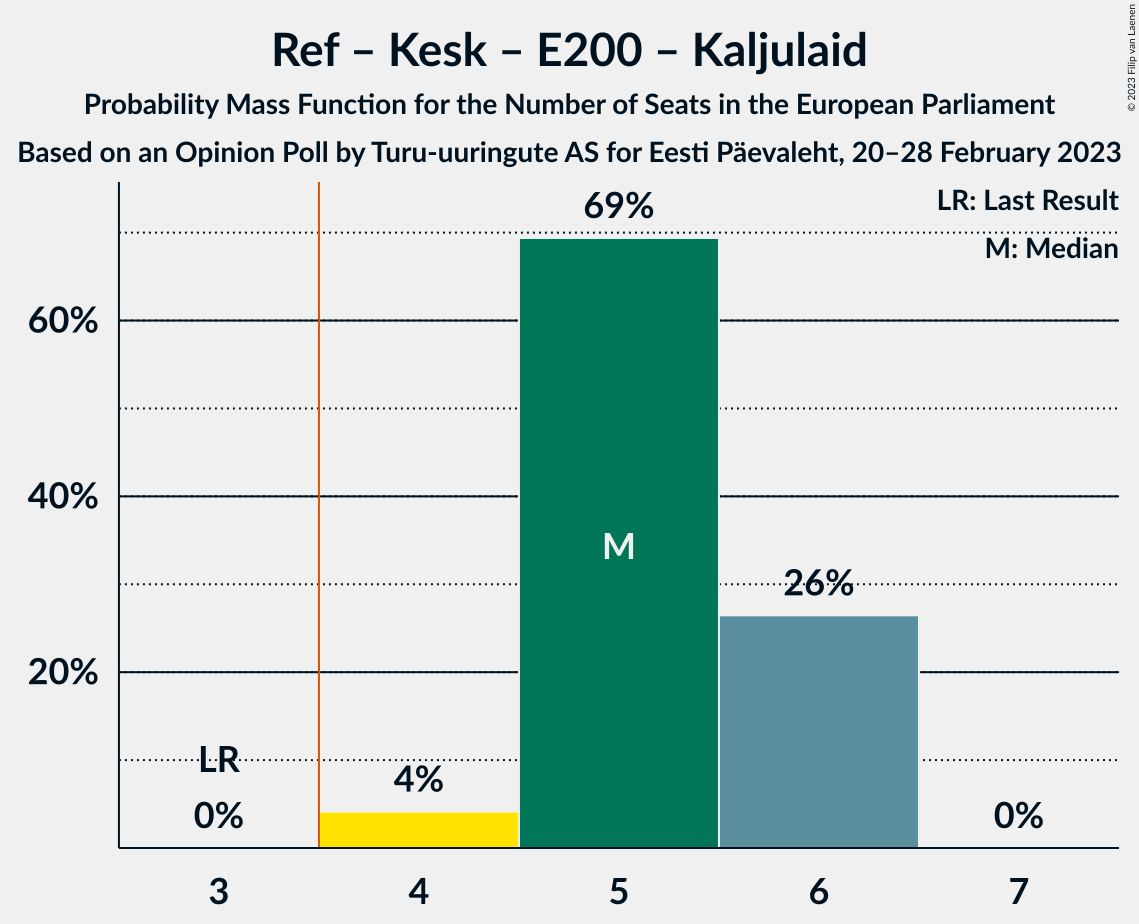 Ref – Kesk – E200 – Kaljulaid
Probability Mass Function for the Number of Seats in the European Parliament
Based on an Opinion Poll by Turu-uuringute AS for Eesti Päevaleht, 20–28 February 2023
© 2023 Filip van Laenen
LR: Last Result
M: Median
69%
60%
40%
M
26%
20%
LR
4%
0%
0%
3
4
5
6
7